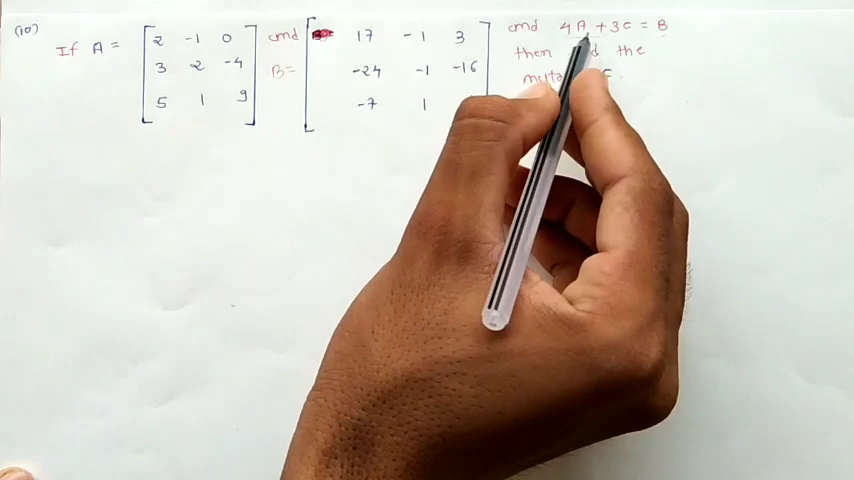 (10)
If A = [ 2 -1 0 and B = [ 17 -1 3 ] and 4A + 3C = B
3 2 -4 -24 -1 -16 then the
5 1 9 ] -7 1 C.